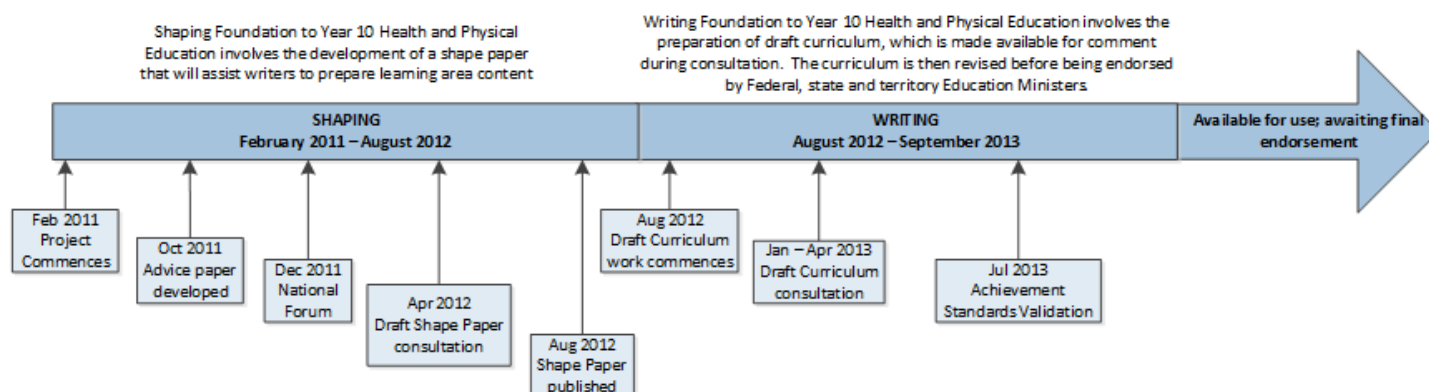 Shaping Foundation to Year 10 Health and Physical
Education involves the development of a shape paper
that will assist writers to prepare learning area content
Writing Foundation to Year 10 Health and Physical Education involves the
preparation of draft curriculum, which is made available for comment
during consultation. The curriculum is then revised before being endorsed
by Federal, state and territory Education Ministers.
SHAPING
February 2011 – August 2012
WRITING
August 2012 – September 2013
Available for use; awaiting final
endorsement
Feb 2011
Project
Commences
Oct 2011
Advice paper
developed
Dec 2011
National
Forum
Apr 2012
Draft Shape Paper
consultation
Aug 2012
Shape Paper
published
Aug 2012
Draft Curriculum
work commences
Jan – Apr 2013
Draft Curriculum
consultation
Jul 2013
Achievement
Standards Validation